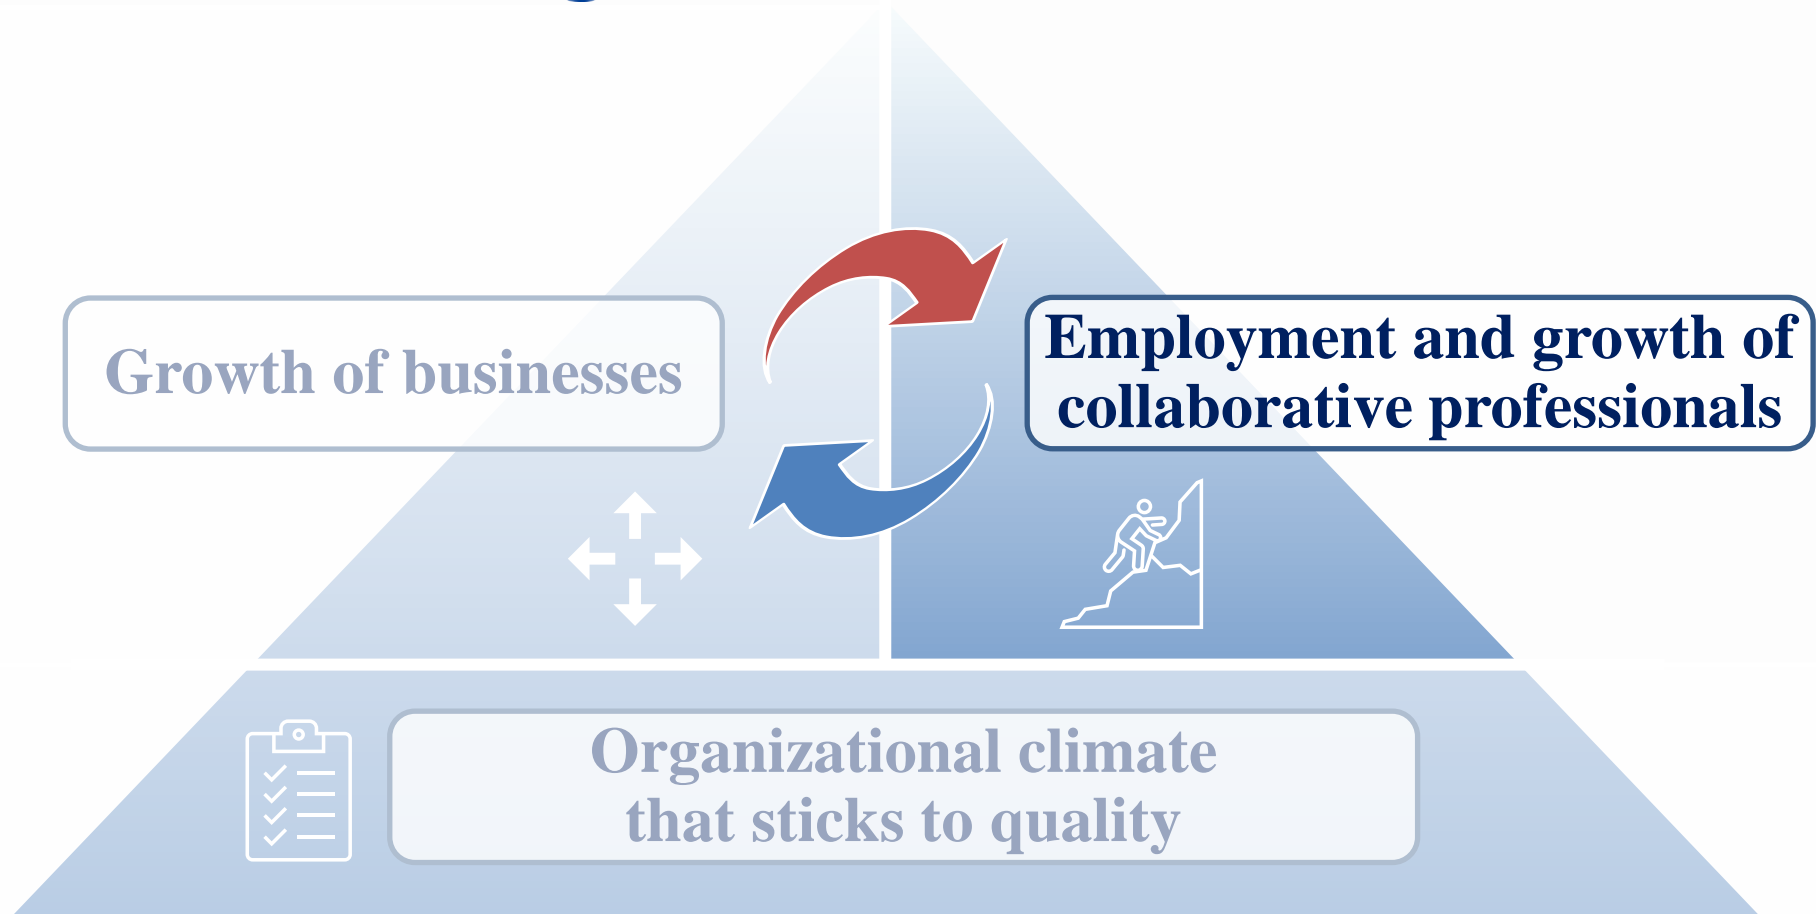 Growth of businesses
Employment and growth of
collaborative professionals
Organizational climate
that sticks to quality